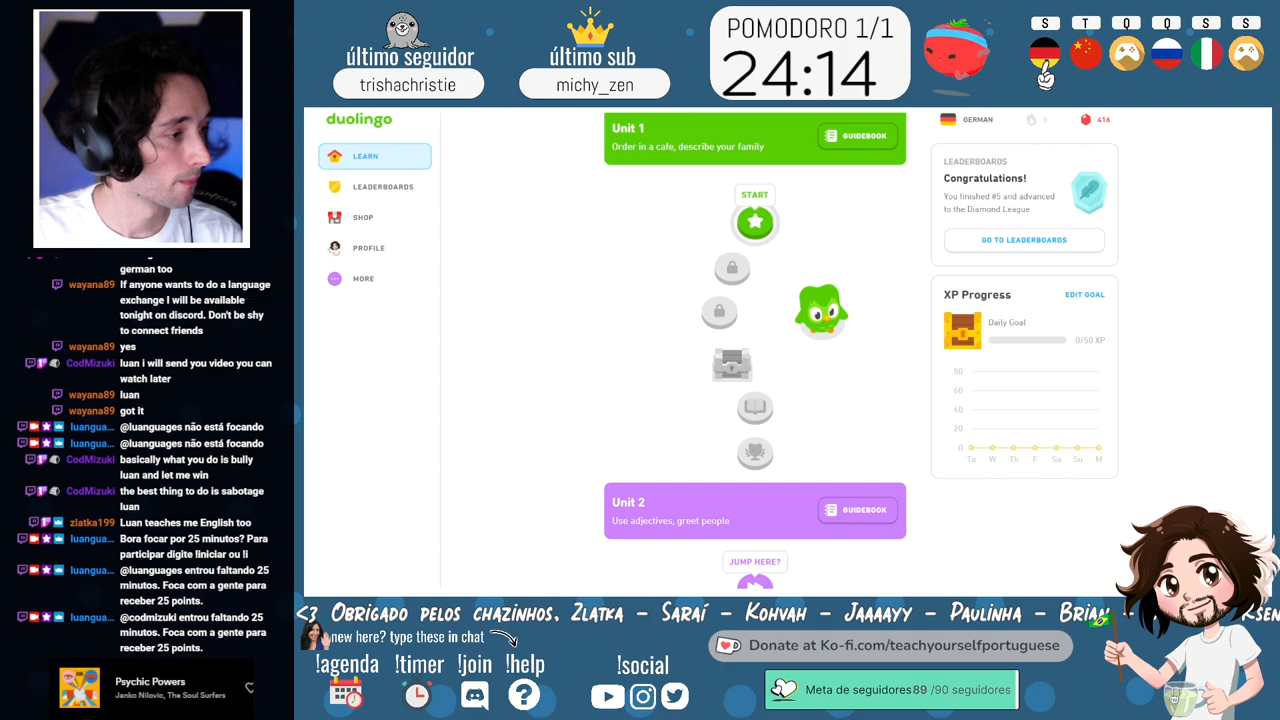 último seguidor
trishachristie
último sub
michy_zen
POMODORO 1/1
24:14
S T Q Q S S
german too
wayana89 If anyone wants to do a language
exchange I will be available
tonight on discord. Don't be shy
to connect friends
wayana89 yes
CodMizuki luan i will send you video you can
watch later
wayana89 luan
wayana89 got it
luangua... @luanguages não está focando
luangua... @luanguages não está focando
CodMizuki basically what you do is bully
luan and let me win
CodMizuki the best thing to do is sabotage
luan
zlatka199 Luan teaches me English too
luangua... Bora focar por 25 minutos? Para
participar digite !iniciar ou !i
luangua... @luanguages entrou faltando 25
minutos. Foca com a gente para
receber 25 points.
luangua... @codmizuki entrou faltando 25
minutos. Foca com a gente para
receber 25 points.
Psychic Powers
Janko Nilovic, The Soul Surfers
duolingo
LEARN
LEADERBOARDS
SHOP
PROFILE
MORE
Unit 1
Order in a cafe, describe your family
GUIDEBOOK
START
Unit 2
Use adjectives, greet people
GUIDEBOOK
JUMP HERE?
GERMAN 0 416
LEADERBOARDS
Congratulations!
You finished #5 and advanced
to the Diamond League
GO TO LEADERBOARDS
XP Progress
EDIT GOAL
Daily Goal
0/50 XP
80
60
40
20
0
Tu W Th F Sa Su M
<3 Obrigado pelos chazinhos, Zlatka - Saraí - Kohvah - Jaaaayy - Paulinha - Brian
new here? type these in chat
!agenda !timer !join !help !social
Donate at Ko-fi.com/teachyourselfportuguese
Meta de seguidores 89 /90 seguidores